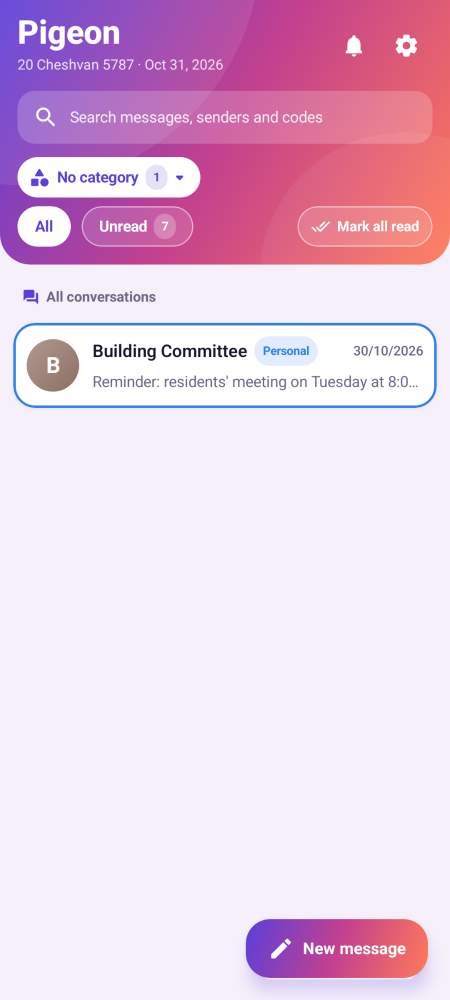 Pigeon
20 Cheshvan 5787 · Oct 31, 2026
Search messages, senders and codes
No category 1
All Unread 7 Mark all read
All conversations
B Building Committee Personal 30/10/2026
Reminder: residents' meeting on Tuesday at 8:0...
New message